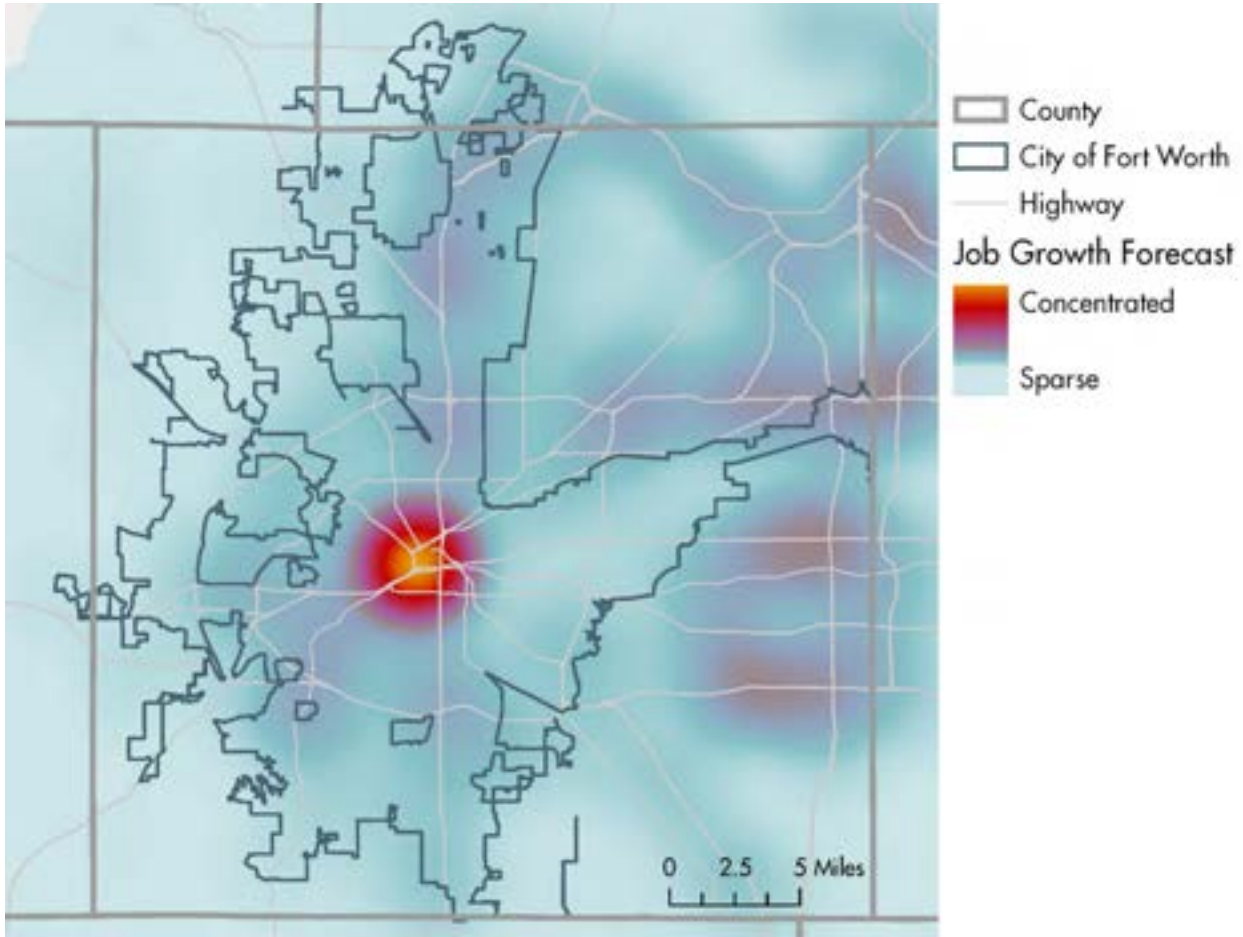 County
City of Fort Worth
Highway
Job Growth Forecast
Concentrated
Sparse
0 2.5 5 Miles